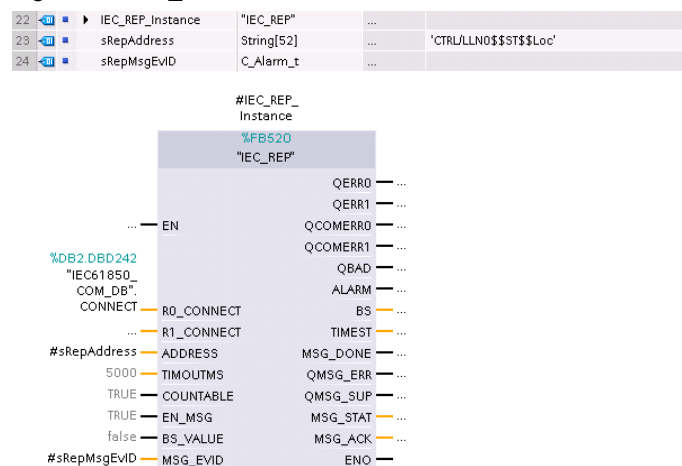 22 IEC_REP_Instance "IEC_REP" ...
23 sRepAddress String[52] ... 'CTRL/LLN0$$ST$$Loc'
24 sRepMsgEvID C_Alarm_t ...
#IEC_REP_
Instance
%FB520
"IEC_REP"
QERR0 ...
QERR1 ...
... EN QCOMERR0 ...
QCOMERR1 ...
%DB2.DBD242
"IEC61850_
COM_DB".
CONNECT
QBAD ...
ALARM ...
R0_CONNECT BS ...
... R1_CONNECT TIMEST ...
#sRepAddress ADDRESS MSG_DONE ...
5000 TIMOUTMS QMSG_ERR ...
TRUE COUNTABLE QMSG_SUP ...
TRUE EN_MSG MSG_STAT ...
false BS_VALUE MSG_ACK ...
#sRepMsgEvID MSG_EVID ENO